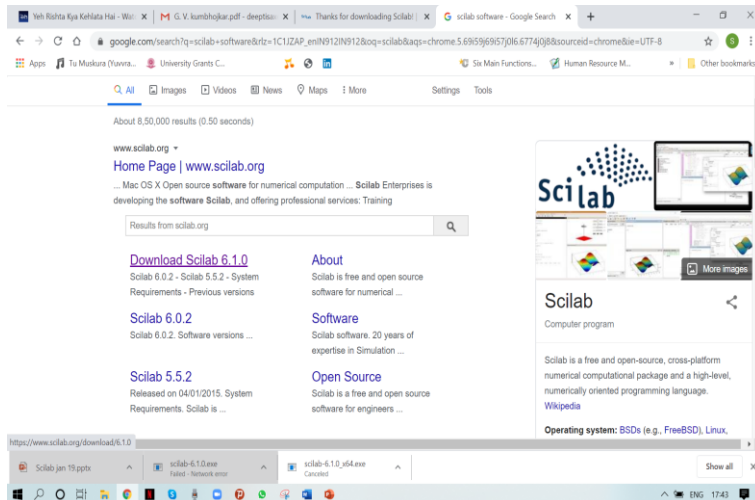 Yeh Rishta Kya Kehlata Hai - Wat
M G. V. kumbhojkar.pdf - deeptisa
Thanks for downloading Scilab! |
scilab software - Google Search
google.com/search?q=scilab+software&rlz=1C1JZAP_enIN912IN912&oq=scilab&aqs=chrome.5.69i59j69i57j0l6.6774j0j8&sourceid=chrome&ie=UTF-8
S
Apps
Tu Muskura (Yuvvra...
University Grants C...
Six Main Functions...
Human Resource M...
Other bookmarks
All
Images
Videos
News
Maps
More
Settings
Tools
About 8,50,000 results (0.50 seconds)
www.scilab.org
Home Page | www.scilab.org
... Mac OS X Open source software for numerical computation ... Scilab Enterprises is
developing the software Scilab, and offering professional services: Training
Results from scilab.org
Download Scilab 6.1.0
Scilab 6.0.2 - Scilab 5.5.2 - System
Requirements - Previous versions
About
Scilab is free and open source
software for numerical ...
Scilab 6.0.2
Scilab 6.0.2. Software versions ...
Software
Scilab software. 20 years of
expertise in Simulation ...
Scilab 5.5.2
Released on 04/01/2015. System
Requirements. Scilab is ...
Open Source
Scilab is a free and open source
software for engineers ...
Scilab
More images
Scilab
Computer program
Scilab is a free and open-source, cross-platform
numerical computational package and a high-level,
numerically oriented programming language.
Wikipedia
Operating system: BSDs (e.g., FreeBSD), Linux,
https://www.scilab.org/download/6.1.0
Scilab jan 19.pptx
scilab-6.1.0.exe
Failed - Network error
scilab-6.1.0_x64.exe
Canceled
Show all
ENG 17:43